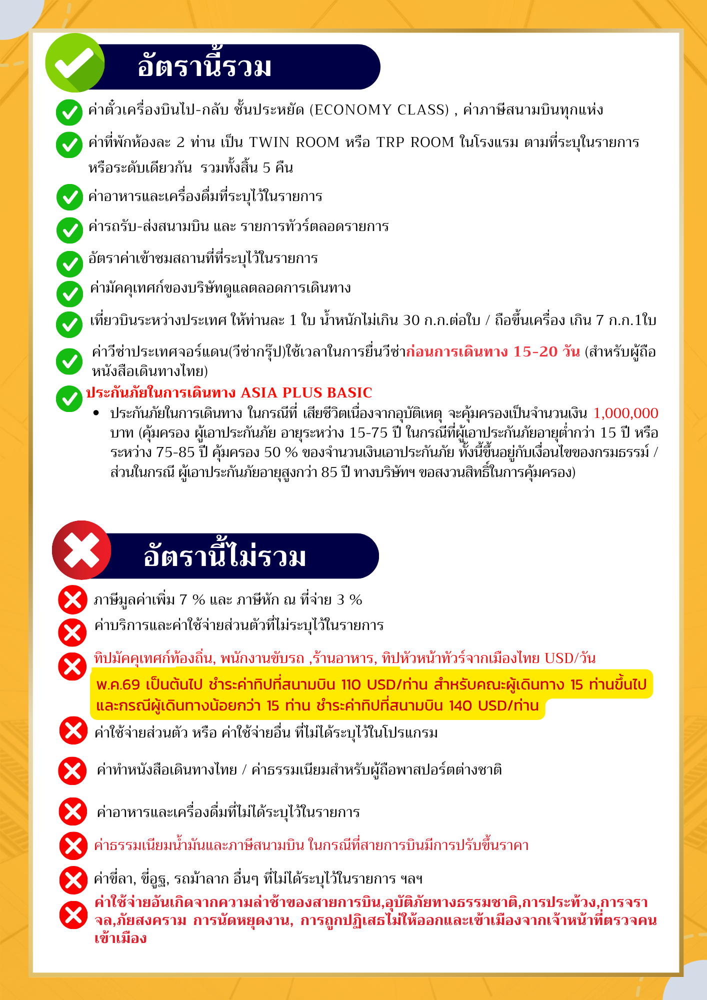 อัตรานี้รวม
ค่าตั๋วเครื่องบินไป-กลับ ชั้นประหยัด (ECONOMY CLASS) , ค่าภาษีสนามบินทุกแห่ง
ค่าที่พักห้องละ 2 ท่าน เป็น TWIN ROOM หรือ TRP ROOM ในโรงแรม ตามที่ระบุในรายการ
หรือระดับเดียวกัน รวมทั้งสิ้น 5 คืน
ค่าอาหารและเครื่องดื่มที่ระบุไว้ในรายการ
ค่ารถรับ-ส่งสนามบิน และ รายการทัวร์ตลอดรายการ
อัตราค่าเข้าชมสถานที่ที่ระบุไว้ในรายการ
ค่ามัคคุเทศก์ของบริษัทดูแลตลอดการเดินทาง
เที่ยวบินระหว่างประเทศ ให้ท่านละ 1 ใบ น้ำหนักไม่เกิน 30 ก.ก.ต่อใบ / ถือขึ้นเครื่อง เกิน 7 ก.ก.1ใบ
ค่าวีซ่าประเทศจอร์แดน(วีซ่ากรุ๊ป)ใช้เวลาในการยื่นวีซ่าก่อนการเดินทาง 15-20 วัน (สำหรับผู้ถือ
หนังสือเดินทางไทย)
ประกันภัยในการเดินทาง ASIA PLUS BASIC
• ประกันภัยในการเดินทาง ในกรณีที่ เสียชีวิตเนื่องจากอุบัติเหตุ จะคุ้มครองเป็นจำนวนเงิน 1,000,000
บาท (คุ้มครอง ผู้เอาประกันภัย อายุระหว่าง 15-75 ปี ในกรณีที่ผู้เอาประกันภัยอายุต่ำกว่า 15 ปี หรือ
ระหว่าง 75-85 ปี คุ้มครอง 50 % ของจำนวนเงินเอาประกันภัย ทั้งนี้ขึ้นอยู่กับเงื่อนไขของกรมธรรม์ /
ส่วนในกรณี ผู้เอาประกันภัยอายุสูงกว่า 85 ปี ทางบริษัทฯ ขอสงวนสิทธิ์ในการคุ้มครอง)
อัตรานี้ไม่รวม
ภาษีมูลค่าเพิ่ม 7 % และ ภาษีหัก ณ ที่จ่าย 3 %
ค่าบริการและค่าใช้จ่ายส่วนตัวที่ไม่ระบุไว้ในรายการ
ทิปมัคคุเทศก์ท้องถิ่น, พนักงานขับรถ ,ร้านอาหาร, ทิปหัวหน้าทัวร์จากเมืองไทย USD/วัน
พ.ค.69 เป็นต้นไป ชำระค่าทิปที่สนามบิน 110 USD/ท่าน สำหรับคณะผู้เดินทาง 15 ท่านขึ้นไป
และกรณีผู้เดินทางน้อยกว่า 15 ท่าน ชำระค่าทิปที่สนามบิน 140 USD/ท่าน
ค่าใช้จ่ายส่วนตัว หรือ ค่าใช้จ่ายอื่น ที่ไม่ได้ระบุไว้ในโปรแกรม
ค่าทำหนังสือเดินทางไทย / ค่าธรรมเนียมสำหรับผู้ถือพาสปอร์ตต่างชาติ
ค่าอาหารและเครื่องดื่มที่ไม่ได้ระบุไว้ในรายการ
ค่าธรรมเนียมน้ำมันและภาษีสนามบิน ในกรณีที่สายการบินมีการปรับขึ้นราคา
ค่าขี่ลา, ขี่อูฐ, รถม้าลาก อื่นๆ ที่ไม่ได้ระบุไว้ในรายการ ฯลฯ
ค่าใช้จ่ายอันเกิดจากความล่าช้าของสายการบิน,อุบัติภัยทางธรรมชาติ,การประท้วง,การจรา
จล,ภัยสงคราม การนัดหยุดงาน, การถูกปฏิเสธไม่ให้ออกและเข้าเมืองจากเจ้าหน้าที่ตรวจคน
เข้าเมือง